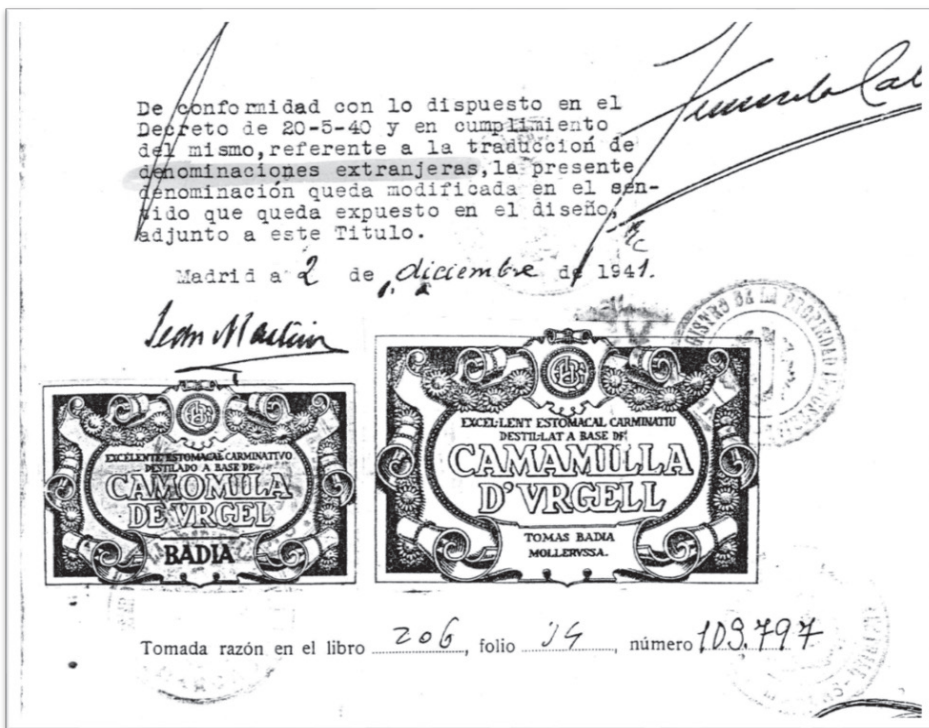 De conformidad con lo dispuesto en el
Decreto de 20-5-40 y en cumplimiento
del mismo, referente a la traduccion de
denominaciones extranjeras, la presente
denominación queda modificada en el sen-
tido que queda expuesto en el diseño,
adjunto a este Titulo.
Madrid a 2 de diciembre de 1941.
EXCELENTE ESTOMACAL CARMINATIVO
DESTILADO A BASE DE
CAMOMILA
DE VRGEL
BADIA
EXCEL·LENT ESTOMACAL CARMINATIU
DESTIL·LAT A BASE DE
CAMAMILLA
D'VRGELL
TOMAS BADIA
MOLLERVSSA.
Tomada razón en el libro 206, folio, número 103.797